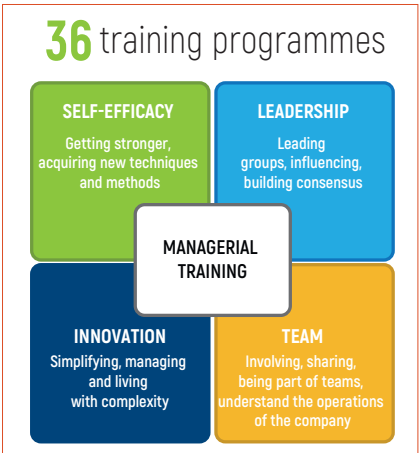 36 training programmes
SELF-EFFICACY
Getting stronger,
acquiring new techniques
and methods
LEADERSHIP
Leading
groups, influencing,
building consensus
MANAGERIAL
TRAINING
INNOVATION
Simplifying, managing
and living
with complexity
TEAM
Involving, sharing,
being part of teams,
understand the operations
of the company